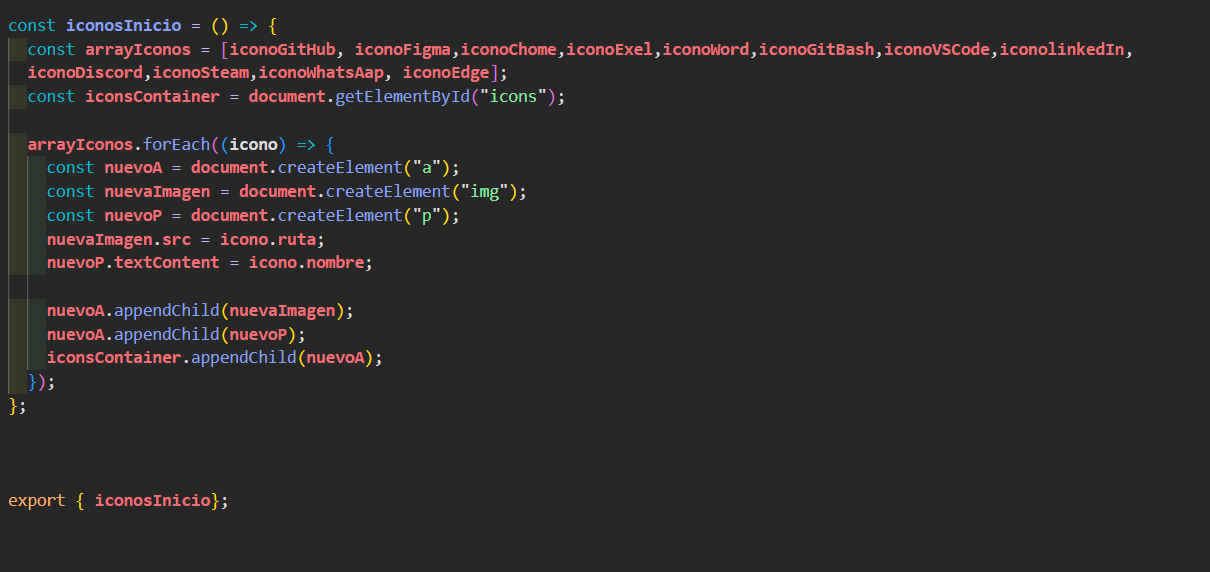 const iconosInicio = () => {
const arrayIconos = [iconoGitHub, iconoFigma,iconoChome,iconoExel,iconoWord,iconoGitBash,iconoVSCode,iconolinkedIn,
iconoDiscord,iconoSteam,iconoWhatsAap, iconoEdge];
const iconsContainer = document.getElementById("icons");
arrayIconos.forEach((icono) => {
const nuevoA = document.createElement("a");
const nuevaImagen = document.createElement("img");
const nuevoP = document.createElement("p");
nuevaImagen.src = icono.ruta;
nuevoP.textContent = icono.nombre;
nuevoA.appendChild(nuevaImagen);
nuevoA.appendChild(nuevoP);
iconsContainer.appendChild(nuevoA);
});
};
export { iconosInicio};